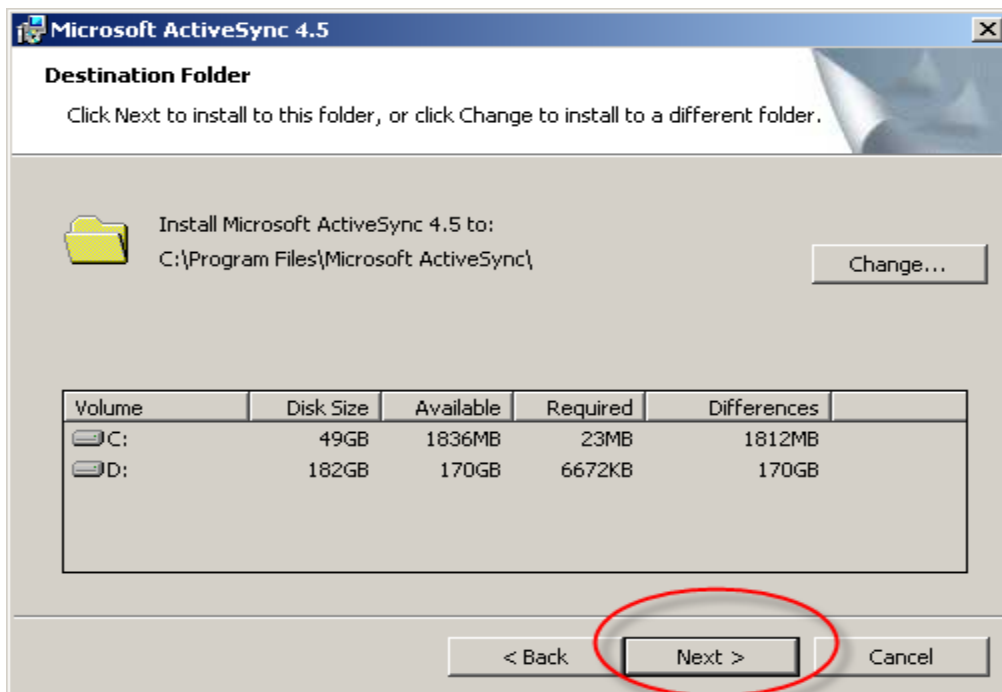 Microsoft ActiveSync 4.5
Destination Folder
Click Next to install to this folder, or click Change to install to a different folder.
Install Microsoft ActiveSync 4.5 to:
C:\Program Files\Microsoft ActiveSync\
Change...
Volume Disk Size Available Required Differences
C: 49GB 1836MB 23MB 1812MB
D: 182GB 170GB 6672KB 170GB
< Back Next > Cancel